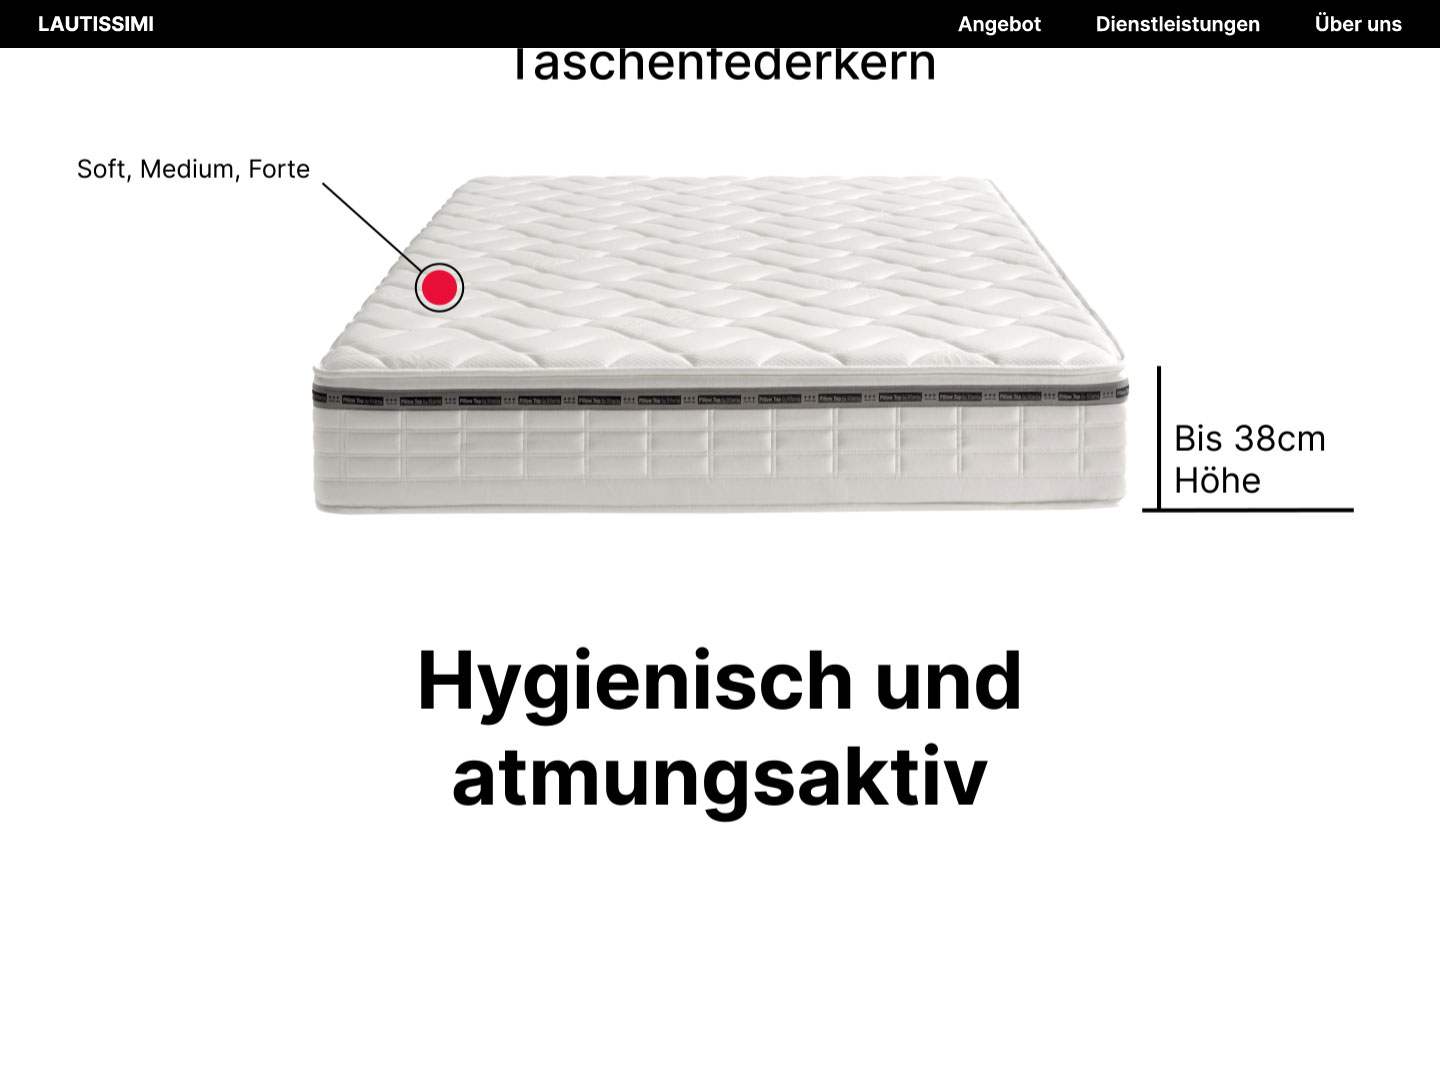 LAUTISSIMI
Angebot
Dienstleistungen
Über uns
Taschenfederkern
Soft, Medium, Forte
Bis 38cm
Höhe
Hygienisch und
atmungsaktiv